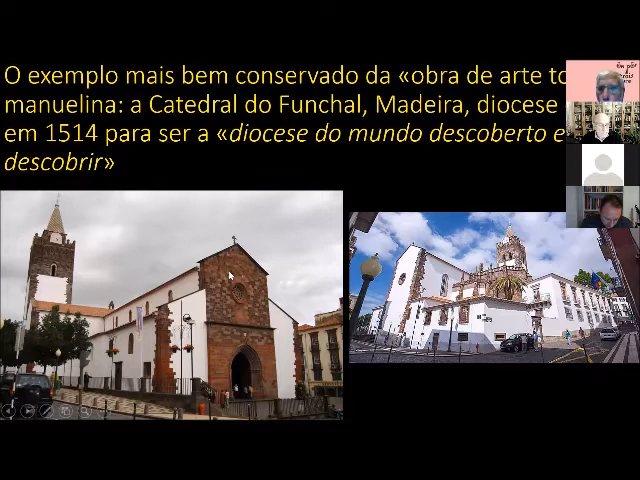 O exemplo mais bem conservado da «obra de arte to
manuelina: a Catedral do Funchal, Madeira, diocese
em 1514 para ser a «diocese do mundo descoberto e
descobrir»